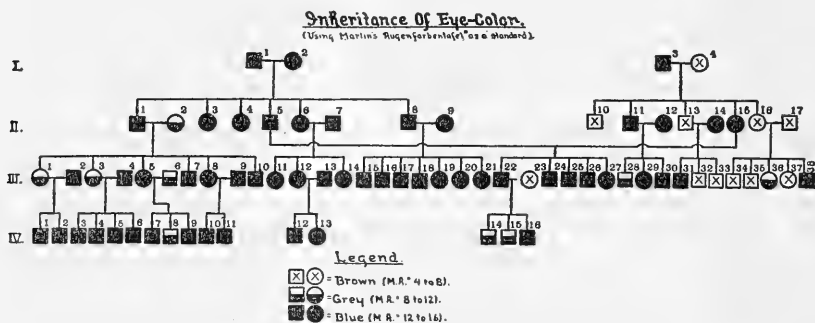 Inheritance Of Eye-Color.
(Using Martin's "Augenfarbentafel" as a standard)
I. 1 2 3 4
II. 1 2 3 4 5 6 7 8 9 10 11 12 13 14 15 16 17
III. 1 2 3 4 5 6 7 8 9 10 11 12 13 14 15 16 17 18 19 20 21 22 23 24 25 26 27 28 29 30 31 32 33 34 35 36 37 38
IV. 1 2 3 4 5 6 7 8 9 10 11 12 13 14 15 16
Legend.
= Brown (M.A.° 4 to 8).
= Grey (M.A.° 8 to 12).
= Blue (M.A.° 12 to 16).